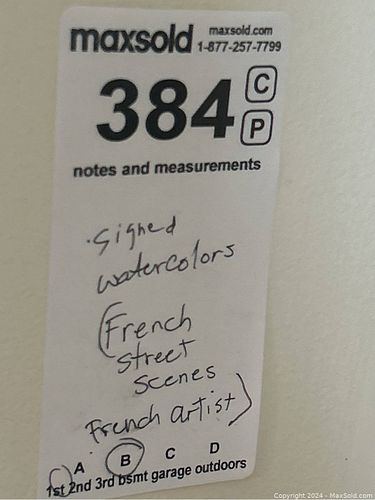 maxsold maxsold.com
1-877-257-7799
384 C
P
notes and measurements
· Signed
watercolors
(French
street
scenes
French artist)
A B C D
1st 2nd 3rd bsmt garage outdoors
Copyright 2024 - MaxSold.com